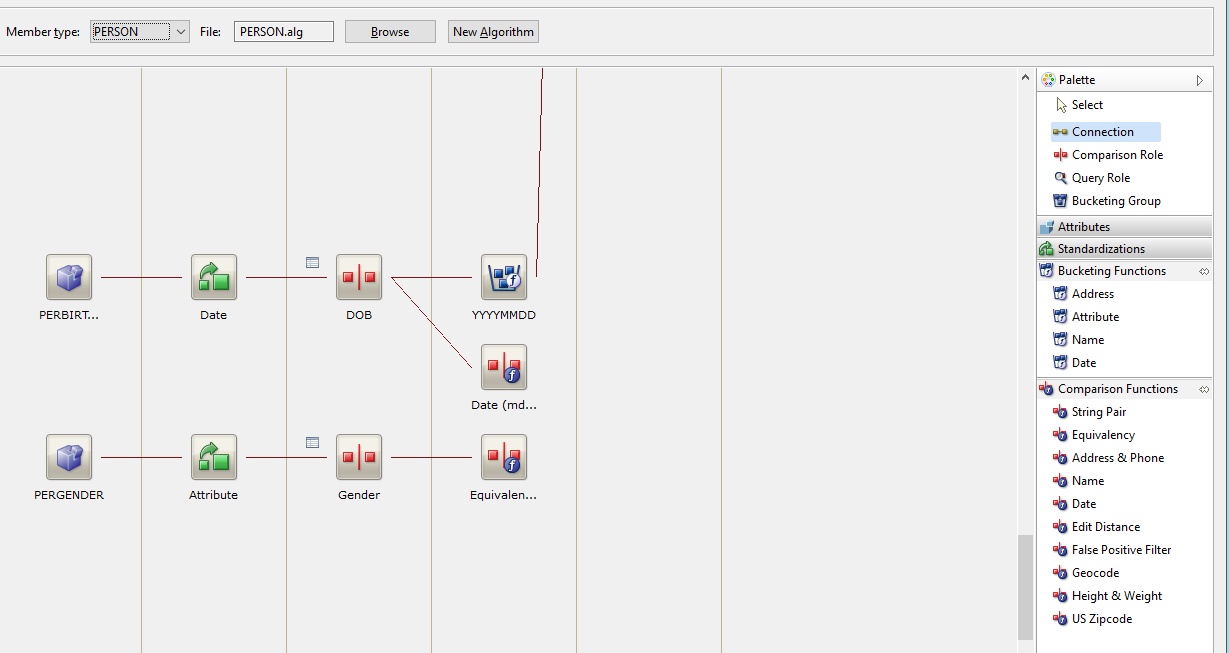 Member type: PERSON File: PERSON.alg Browse New Algorithm
Palette
Select
Connection
Comparison Role
Query Role
Bucketing Group
Attributes
Standardizations
Bucketing Functions
Address
Attribute
Name
Date
Comparison Functions
String Pair
Equivalency
Address & Phone
Name
Date
Edit Distance
False Positive Filter
Geocode
Height & Weight
US Zipcode
PERBIRT... Date DOB YYYYMMDD
Date (md...
PERGENDER Attribute Gender Equivalen...